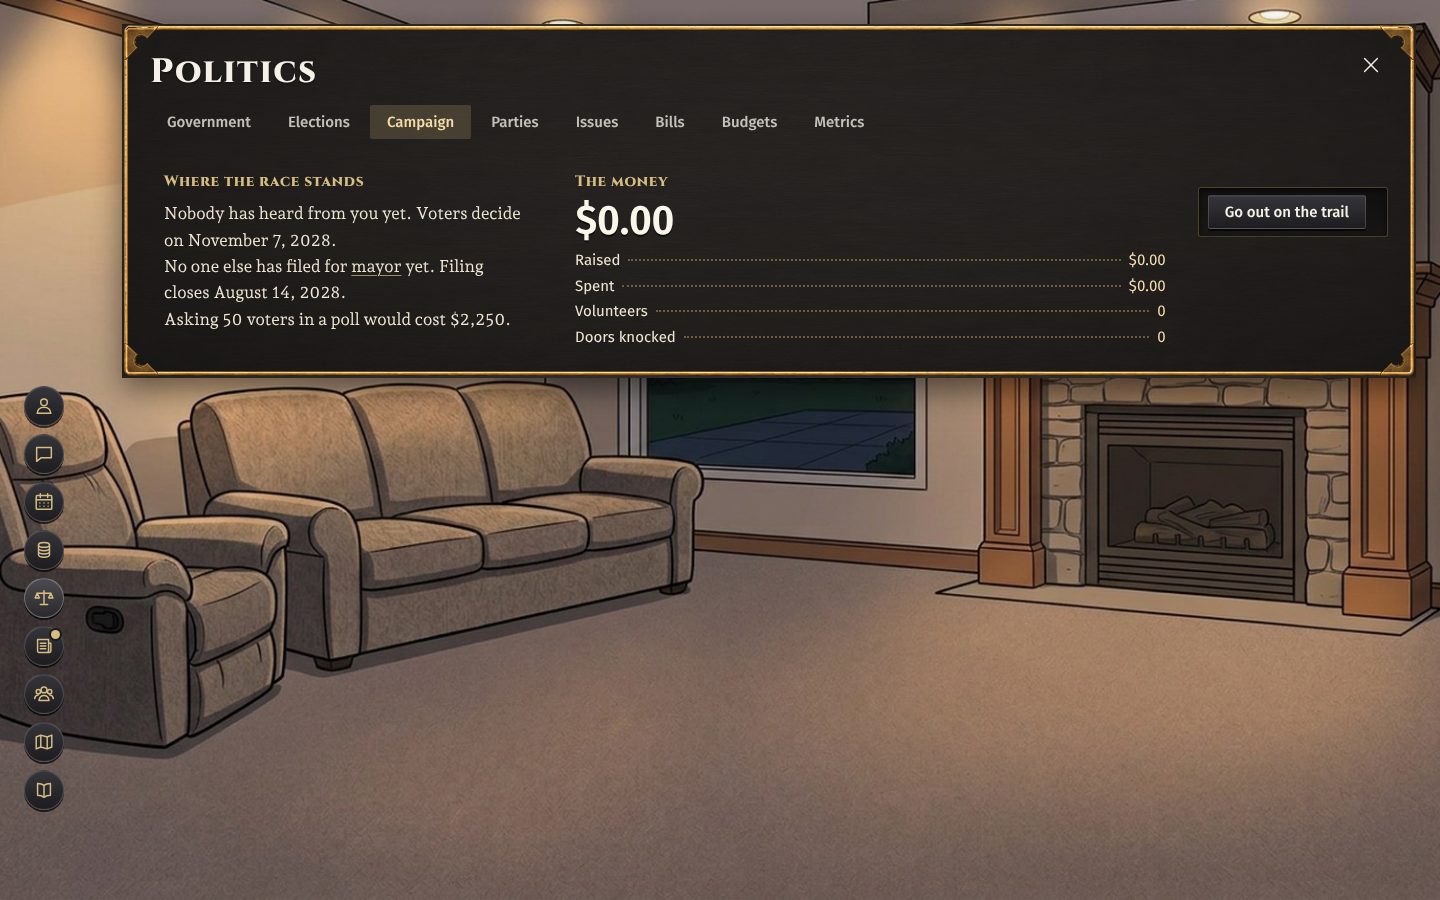 Politics
Government Elections Campaign Parties Issues Bills Budgets Metrics
Where the race stands
Nobody has heard from you yet. Voters decide
on November 7, 2028.
No one else has filed for mayor yet. Filing
closes August 14, 2028.
Asking 50 voters in a poll would cost $2,250.
The money
$0.00
Raised $0.00
Spent $0.00
Volunteers 0
Doors knocked 0
Go out on the trail